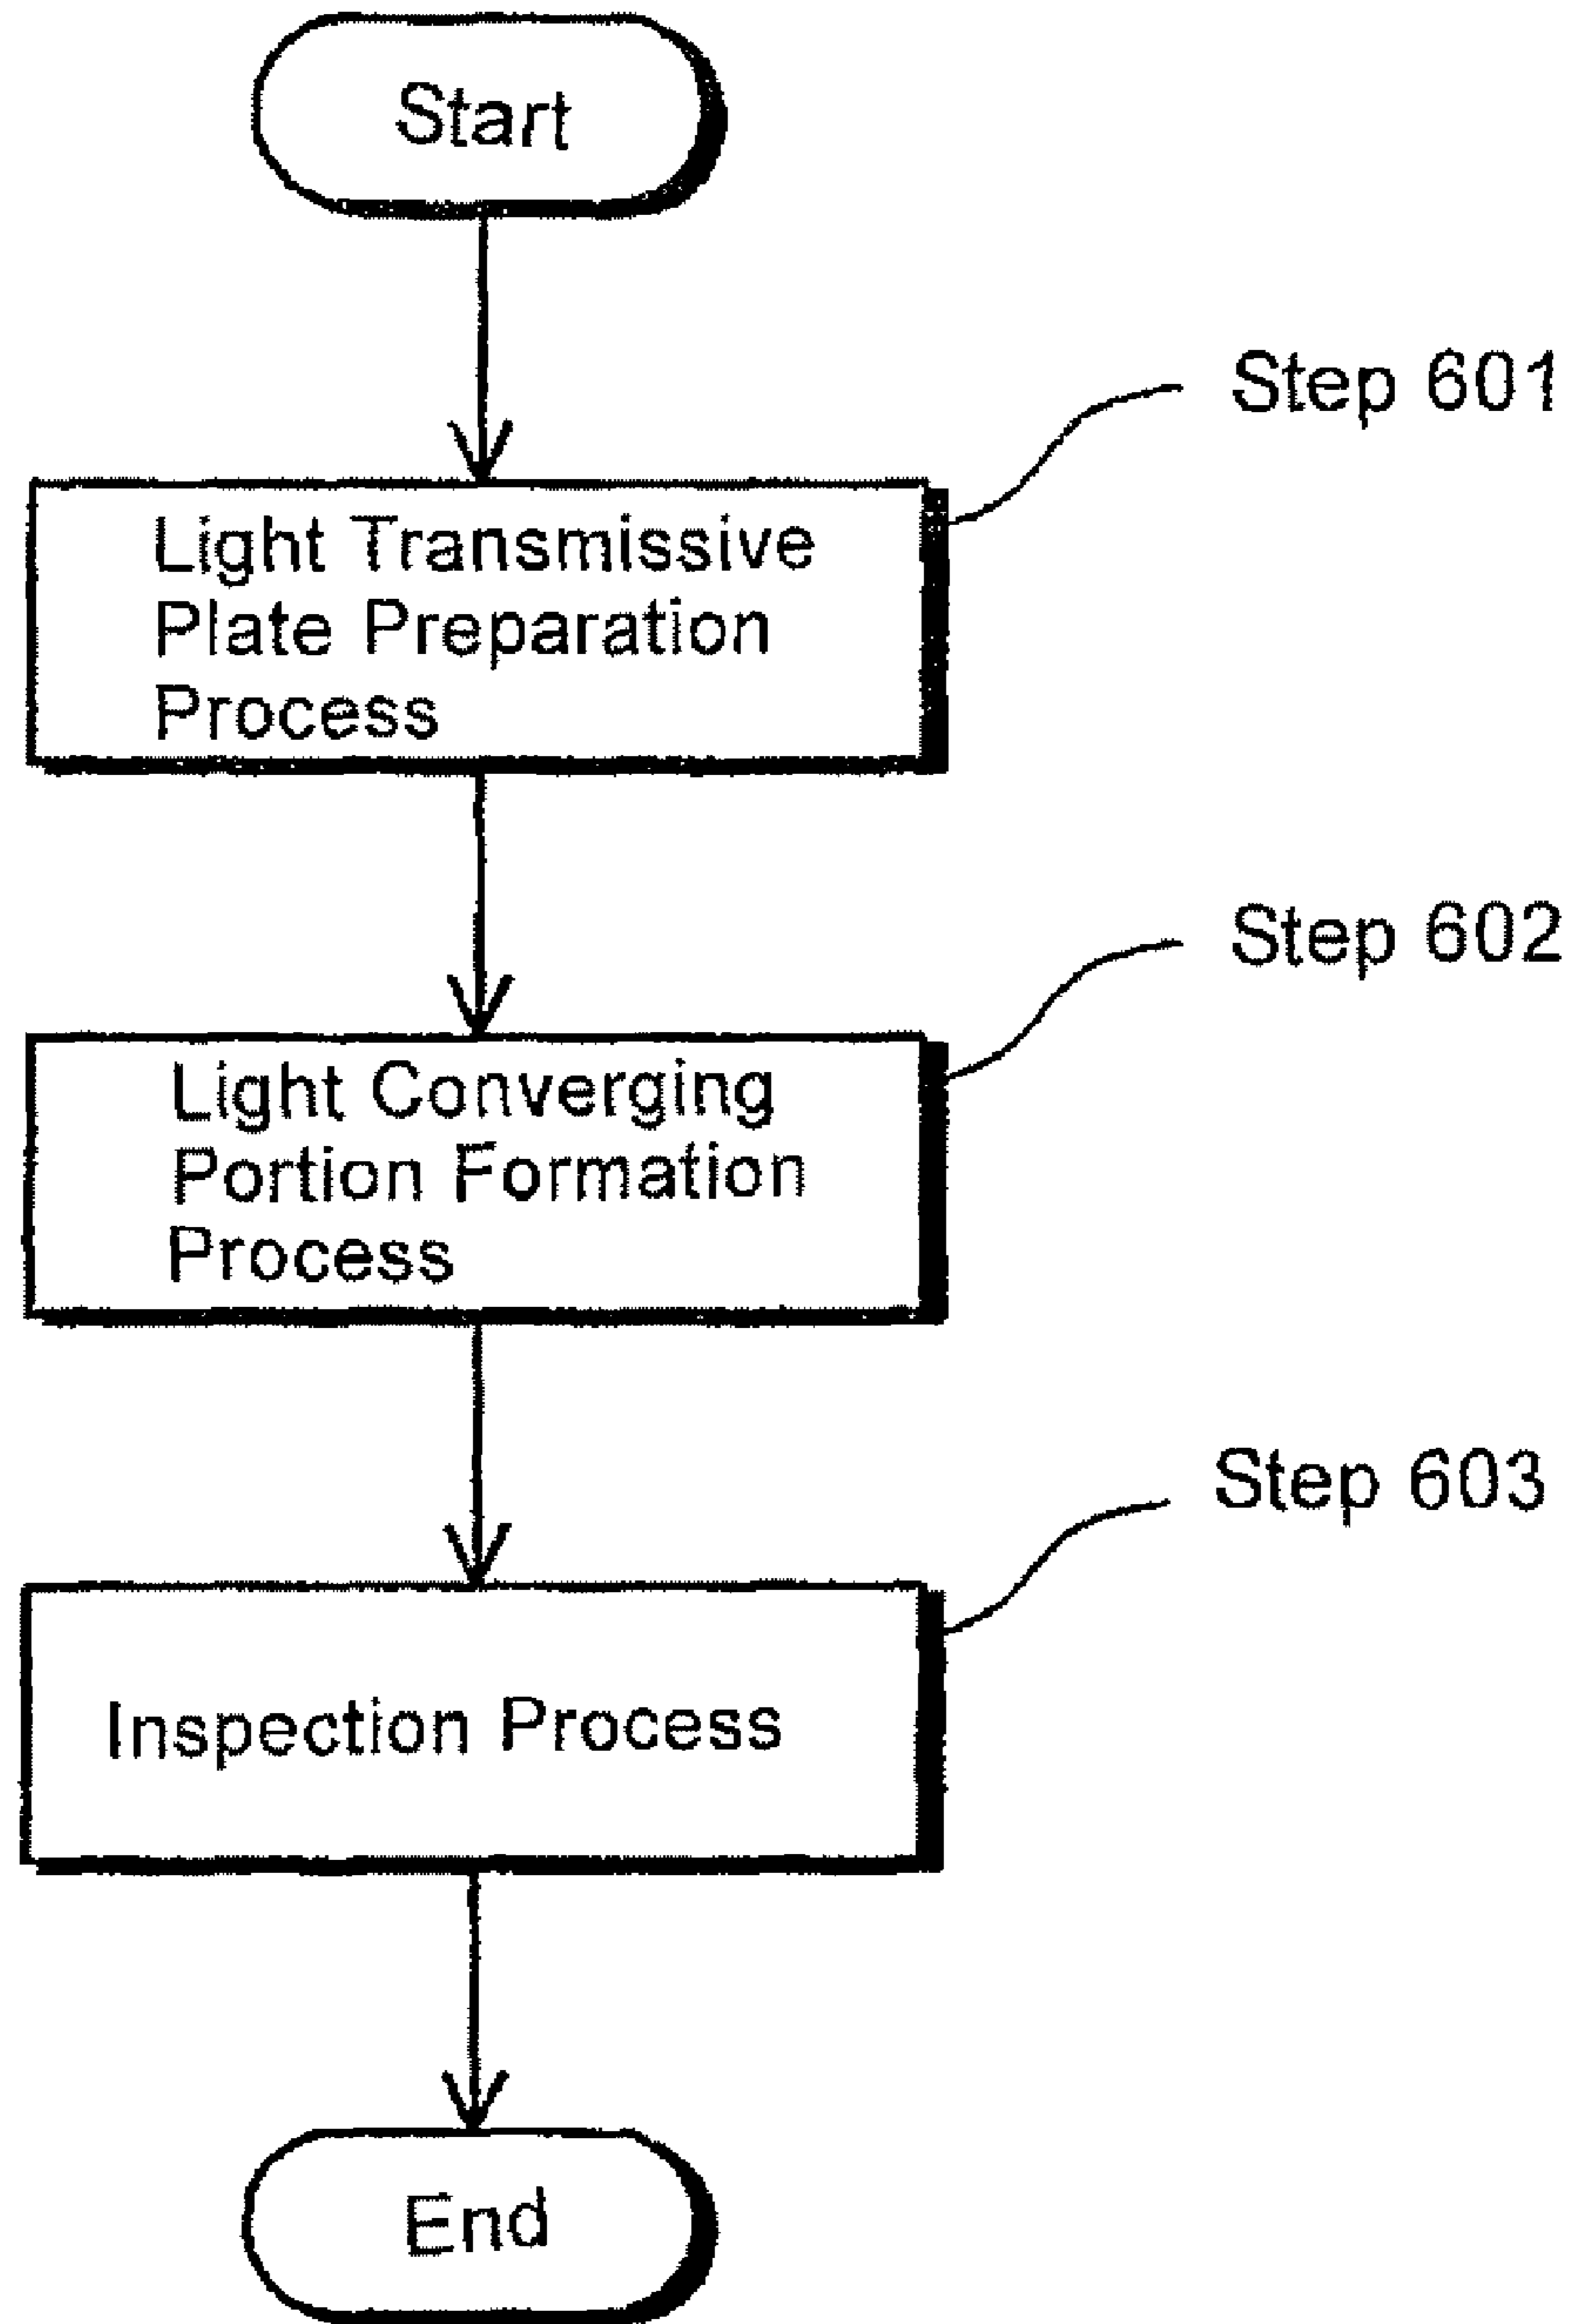 Start
Step 601
Light Transmissive
Plate Preparation
Process
Step 602
Light Converging
Portion Formation
Process
Step 603
Inspection Process
End